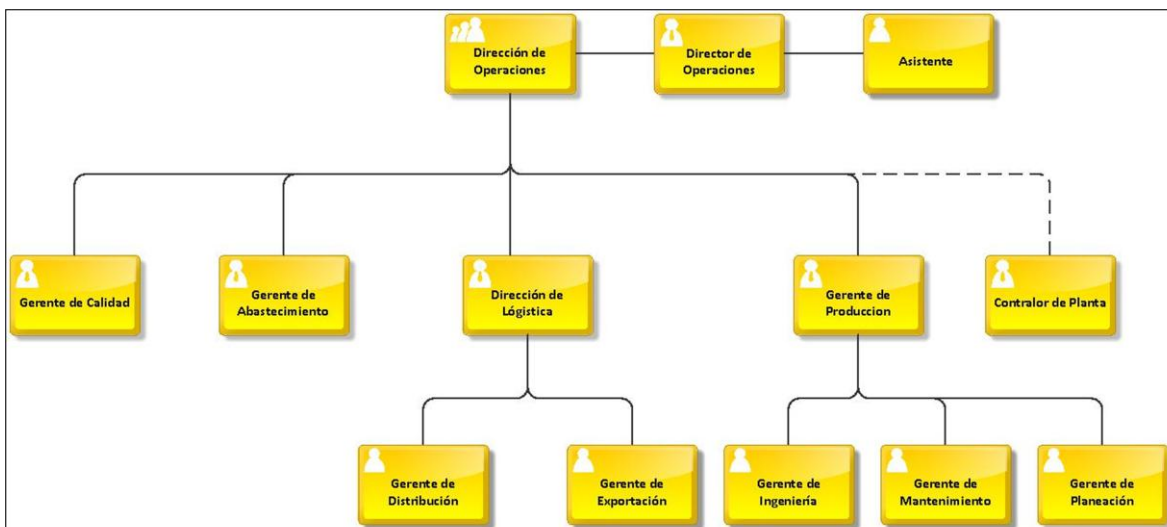 Dirección de
Operaciones
Director de
Operaciones
Asistente
Gerente de Calidad
Gerente de
Abastecimiento
Dirección de
Lógistica
Gerente de
Produccion
Contralor de Planta
Gerente de
Distribución
Gerente de
Exportación
Gerente de
Ingeniería
Gerente de
Mantenimiento
Gerente de
Planeación